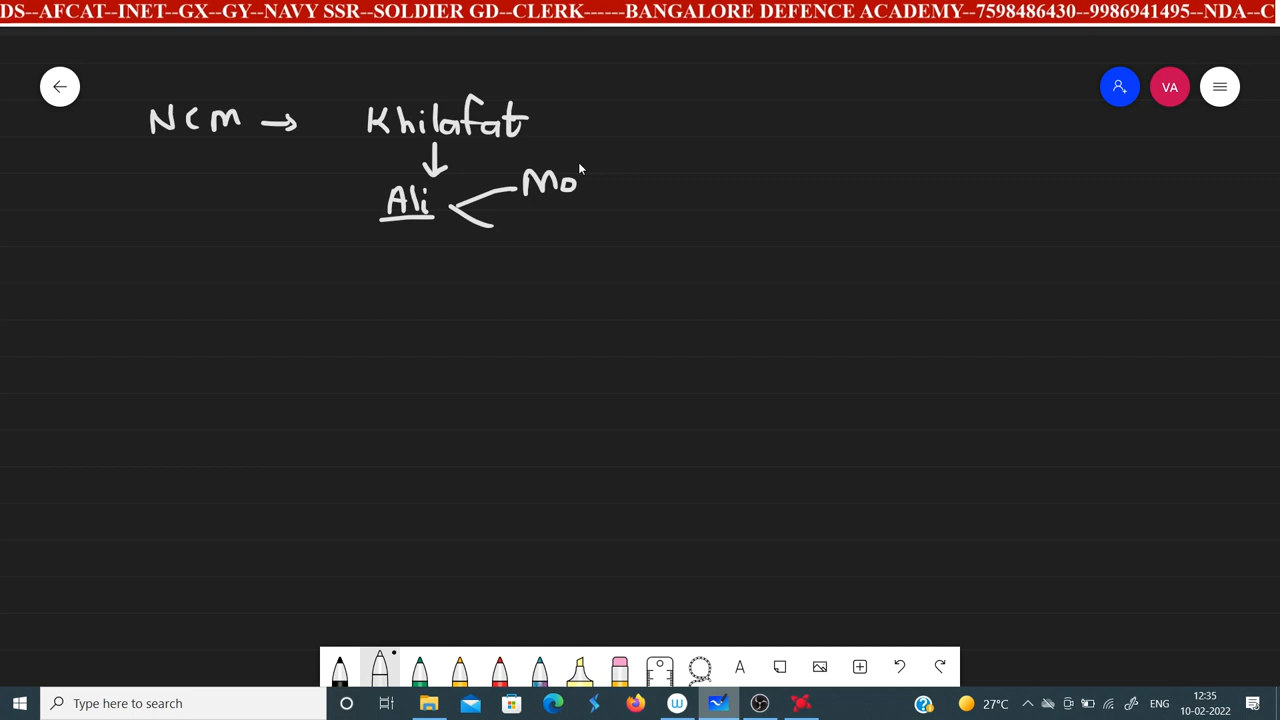 DS--AFCAT--INET--GX--GY--NAVY SSR--SOLDIER GD--CLERK------BANGALORE DEFENCE ACADEMY--7598486430--9986941495--NDA--C
VA
NCM → Khilafat
↓
Ali Mo
A
Type here to search
W
27°C
ENG
12:35
10-02-2022